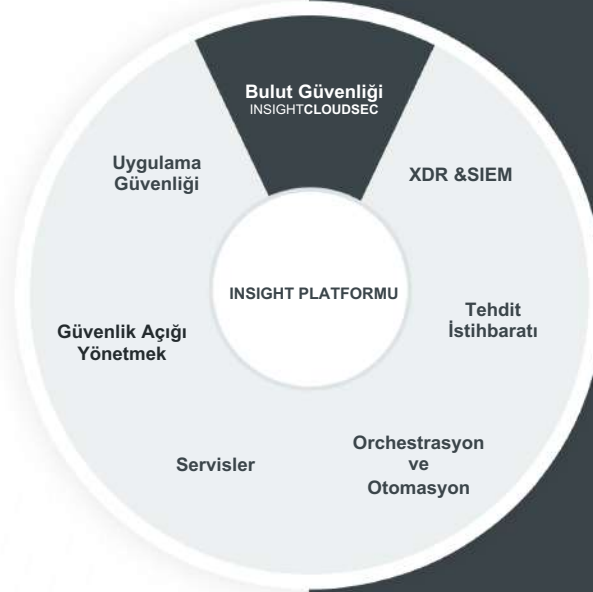 Bulut Güvenliği
INSIGHTCLOUDSEC
Uygulama
Güvenliği
XDR &SIEM
INSIGHT PLATFORMU
Tehdit
İstihbaratı
Güvenlik Açığı
Yönetmek
Servisler
Orchestrasyon
ve
Otomasyon